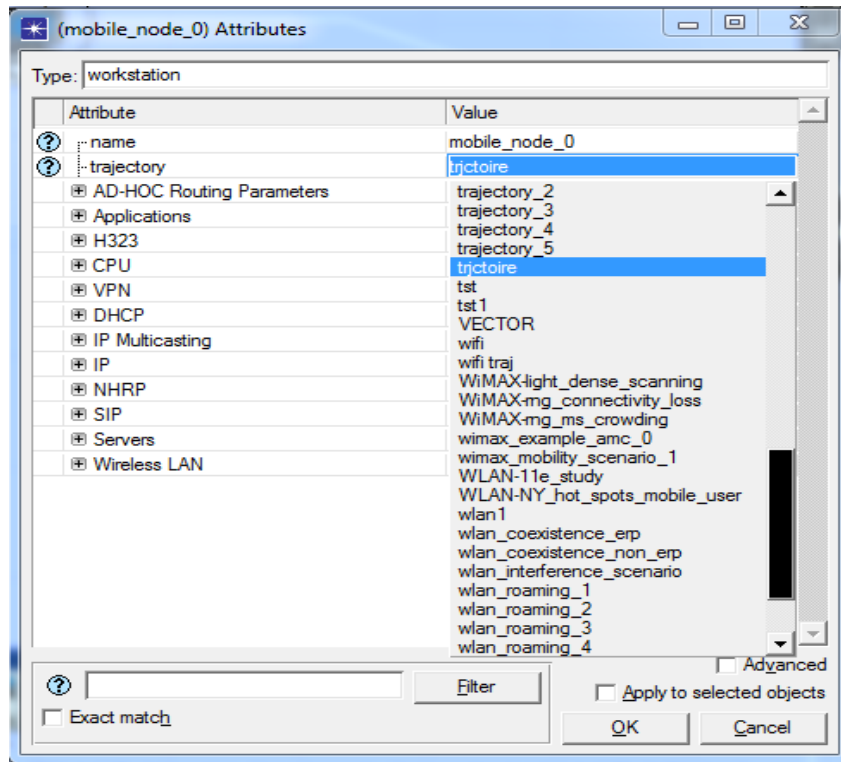 (mobile_node_0) Attributes
Type: workstation
Attribute Value
name mobile_node_0
trajectory trjctoire
AD-HOC Routing Parameters
Applications
H323
CPU
VPN
DHCP
IP Multicasting
IP
NHRP
SIP
Servers
Wireless LAN
trajectory_2
trajectory_3
trajectory_4
trajectory_5
trjctoire
tst
tst1
VECTOR
wifi
wifi traj
WiMAX-light_dense_scanning
WiMAX-rng_connectivity_loss
WiMAX-rng_ms_crowding
wimax_example_amc_0
wimax_mobility_scenario_1
WLAN-11e_study
WLAN-NY_hot_spots_mobile_user
wlan1
wlan_coexistence_erp
wlan_coexistence_non_erp
wlan_interference_scenario
wlan_roaming_1
wlan_roaming_2
wlan_roaming_3
wlan_roaming_4
Advanced
Filter
Apply to selected objects
Exact match
OK Cancel